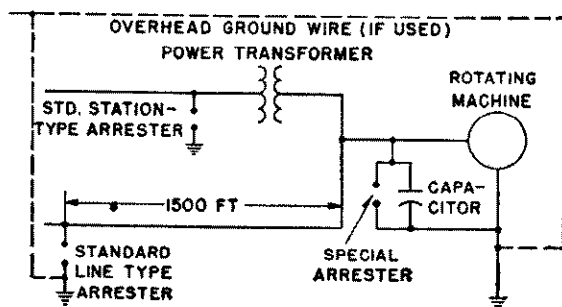 OVERHEAD GROUND WIRE (IF USED)
POWER TRANSFORMER
ROTATING
MACHINE
STD. STATION-
TYPE ARRESTER
1500 FT
CAPA-
CITOR
SPECIAL
ARRESTER
STANDARD
LINE TYPE
ARRESTER